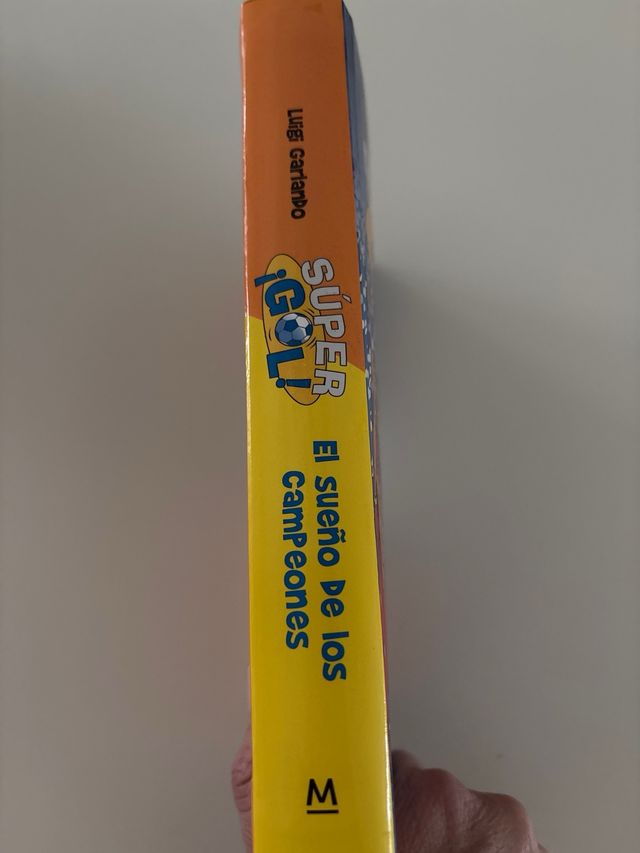 Luigi Garlando
SÚPER
¡GOL!
El sueño de los
campeones
M